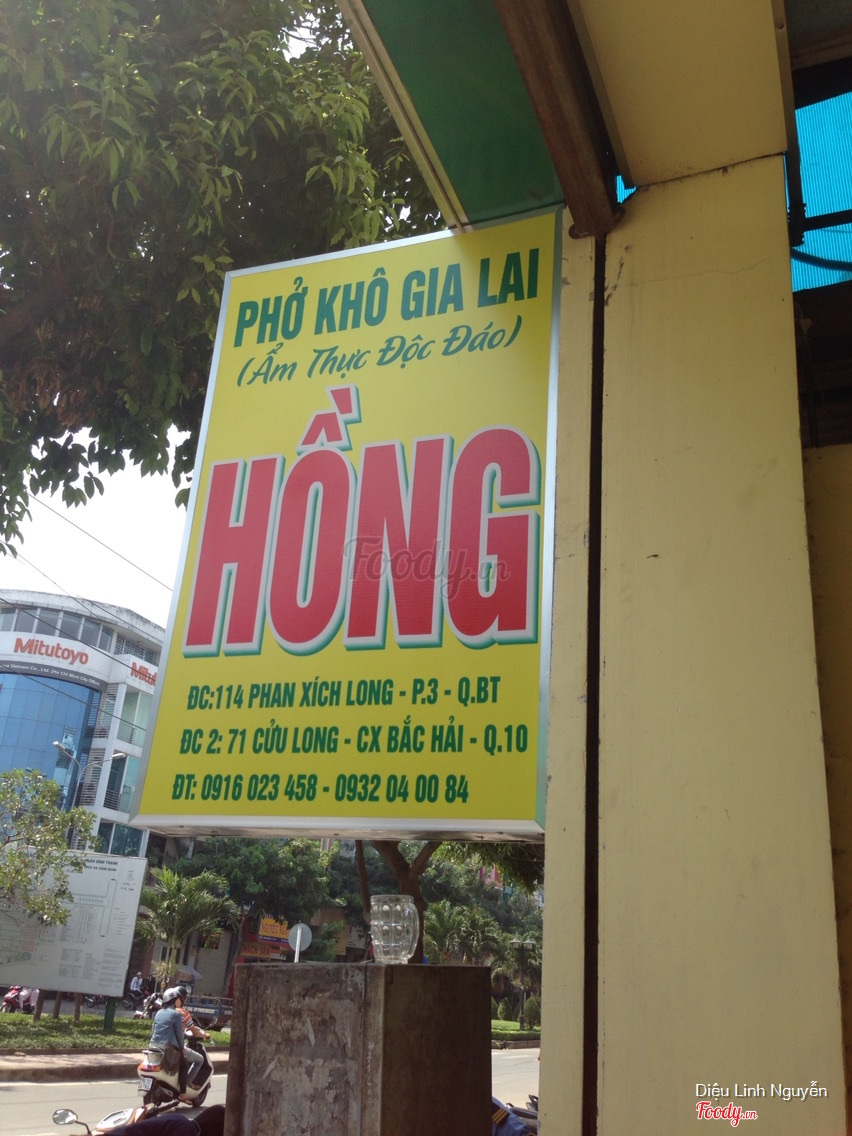 PHỞ KHÔ GIA LAI
(Ẩm Thực Độc Đáo)
HỒNG
Foody.vn
ĐC:114 PHAN XÍCH LONG - P.3 - Q.BT
ĐC 2: 71 CỬU LONG - CX BẮC HẢI - Q.10
ĐT: 0916 023 458 - 0932 04 00 84
Mitutoyo
Diệu Linh Nguyễn
Foody.vn